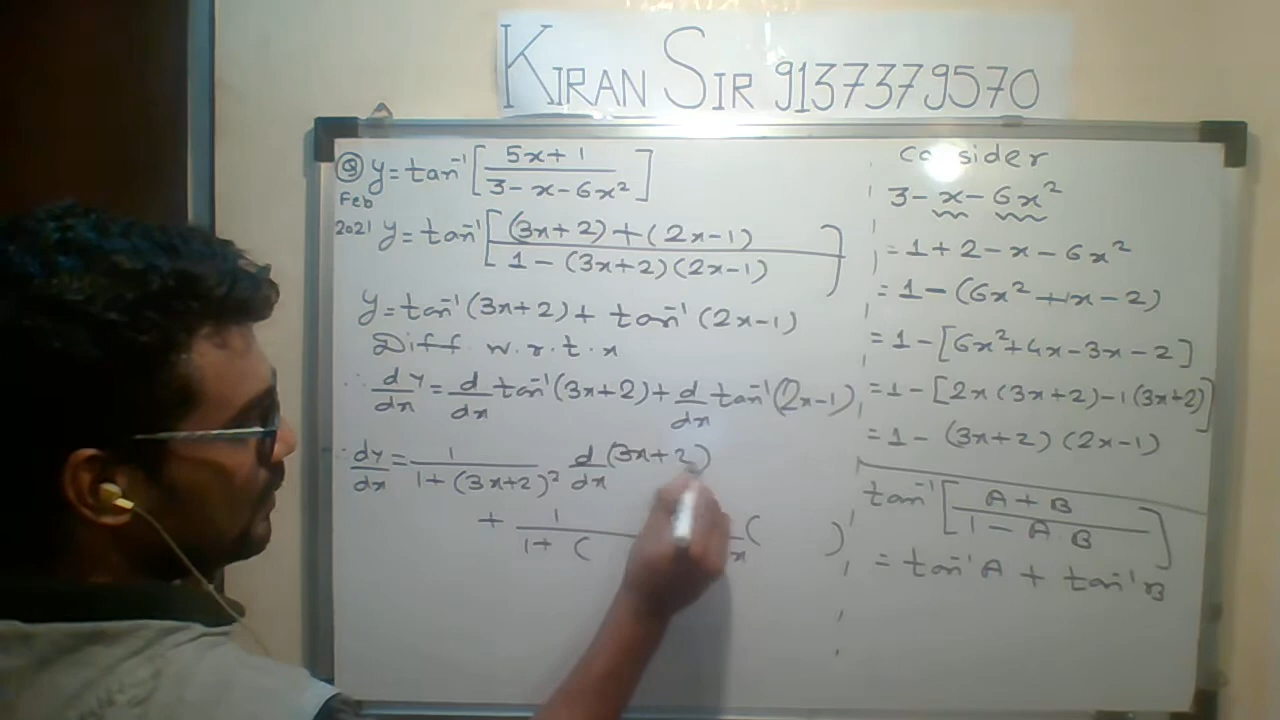 KIRAN SIR 9137379570
Q y = tan⁻¹ [ 5x+1 / 3-x-6x² ]
Feb
2021 y = tan⁻¹ [ (3x+2)+(2x-1) / 1-(3x+2)(2x-1) ]
y = tan⁻¹ (3x+2) + tan⁻¹ (2x-1)
Diff w.r.t. x
∴ dy/dx = d/dx tan⁻¹ (3x+2) + d/dx tan⁻¹ (2x-1)
∴ dy/dx = 1 / 1+(3x+2)² d/dx (3x+2)
+ 1 / 1+ ( x ( )
consider
3-x-6x²
= 1+2-x-6x²
= 1-(6x²+1x-2)
= 1-[6x²+4x-3x-2]
= 1-[2x(3x+2)-1(3x+2)]
= 1-(3x+2)(2x-1)
tan⁻¹ [ A+B / 1-A B ]
= tan⁻¹ A + tan⁻¹ B